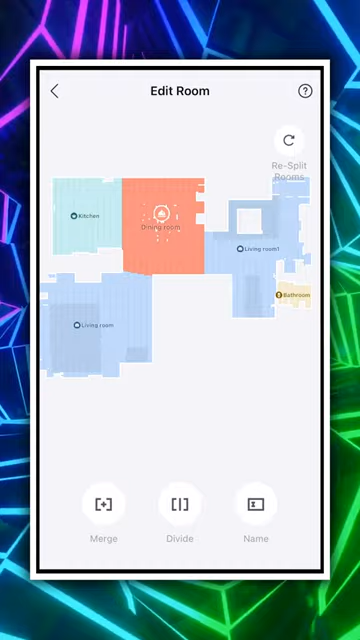 Edit Room
Re-Split
Rooms
Kitchen
Dining room
Living room1
Bathroom
Living room
Merge
Divide
Name